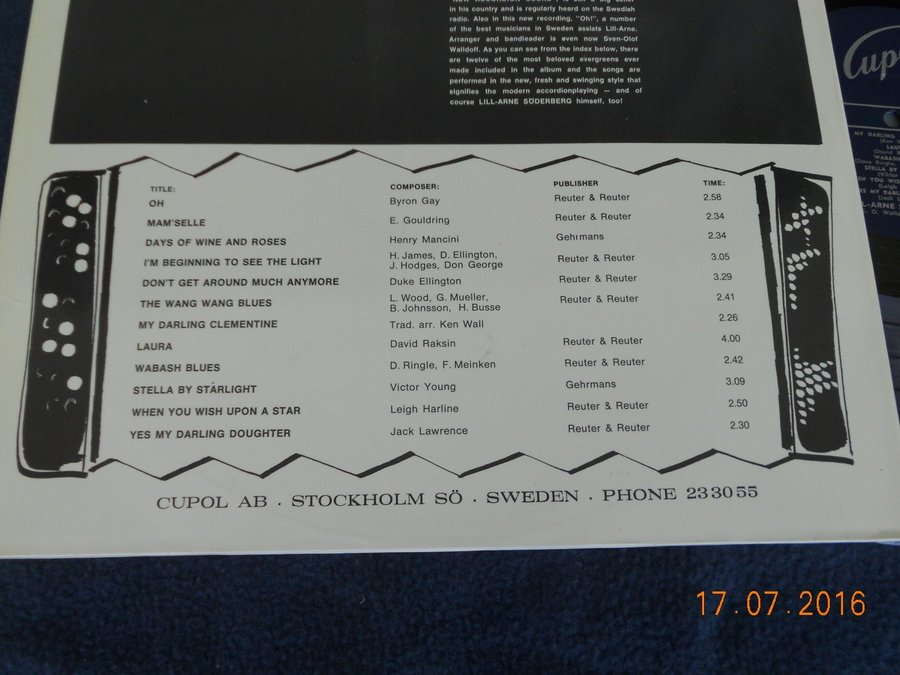 in his country and is regularly heard on the Swedish
radio. Also in this new recording, "Oh!", a number
of the best musicians in Sweden assists Lill-Arne.
Arranger and bandleader is even now Sven-Olof
Walldoff. As you can see from the index below, there
are twelve of the most beloved evergreens ever
made included in the album and the songs are
performed in the new, fresh and swinging style that
signifies the modern accordionplaying — and of
course LILL-ARNE SÖDERBERG himself, too!
TITLE: COMPOSER: PUBLISHER TIME:
OH Byron Gay Reuter & Reuter 2.58
MAM'SELLE E. Gouldring Reuter & Reuter 2.34
DAYS OF WINE AND ROSES Henry Mancini Gehrmans 2.34
I'M BEGINNING TO SEE THE LIGHT H. James, D. Ellington, Reuter & Reuter 3.05
J. Hodges, Don George
DON'T GET AROUND MUCH ANYMORE Duke Ellington Reuter & Reuter 3.29
THE WANG WANG BLUES L. Wood, G. Mueller, Reuter & Reuter 2.41
B. Johnsson, H. Busse
MY DARLING CLEMENTINE Trad. arr. Ken Wall 2.26
LAURA David Raksin Reuter & Reuter 4.00
WABASH BLUES D. Ringle, F. Meinken Reuter & Reuter 2.42
STELLA BY STARLIGHT Victor Young Gehrmans 3.09
WHEN YOU WISH UPON A STAR Leigh Harline Reuter & Reuter 2.50
YES MY DARLING DOUGHTER Jack Lawrence Reuter & Reuter 2.30
CUPOL AB · STOCKHOLM SÖ · SWEDEN · PHONE 233055
Cup
MY DARLING
WABASH
STELLA BY
17.07.2016